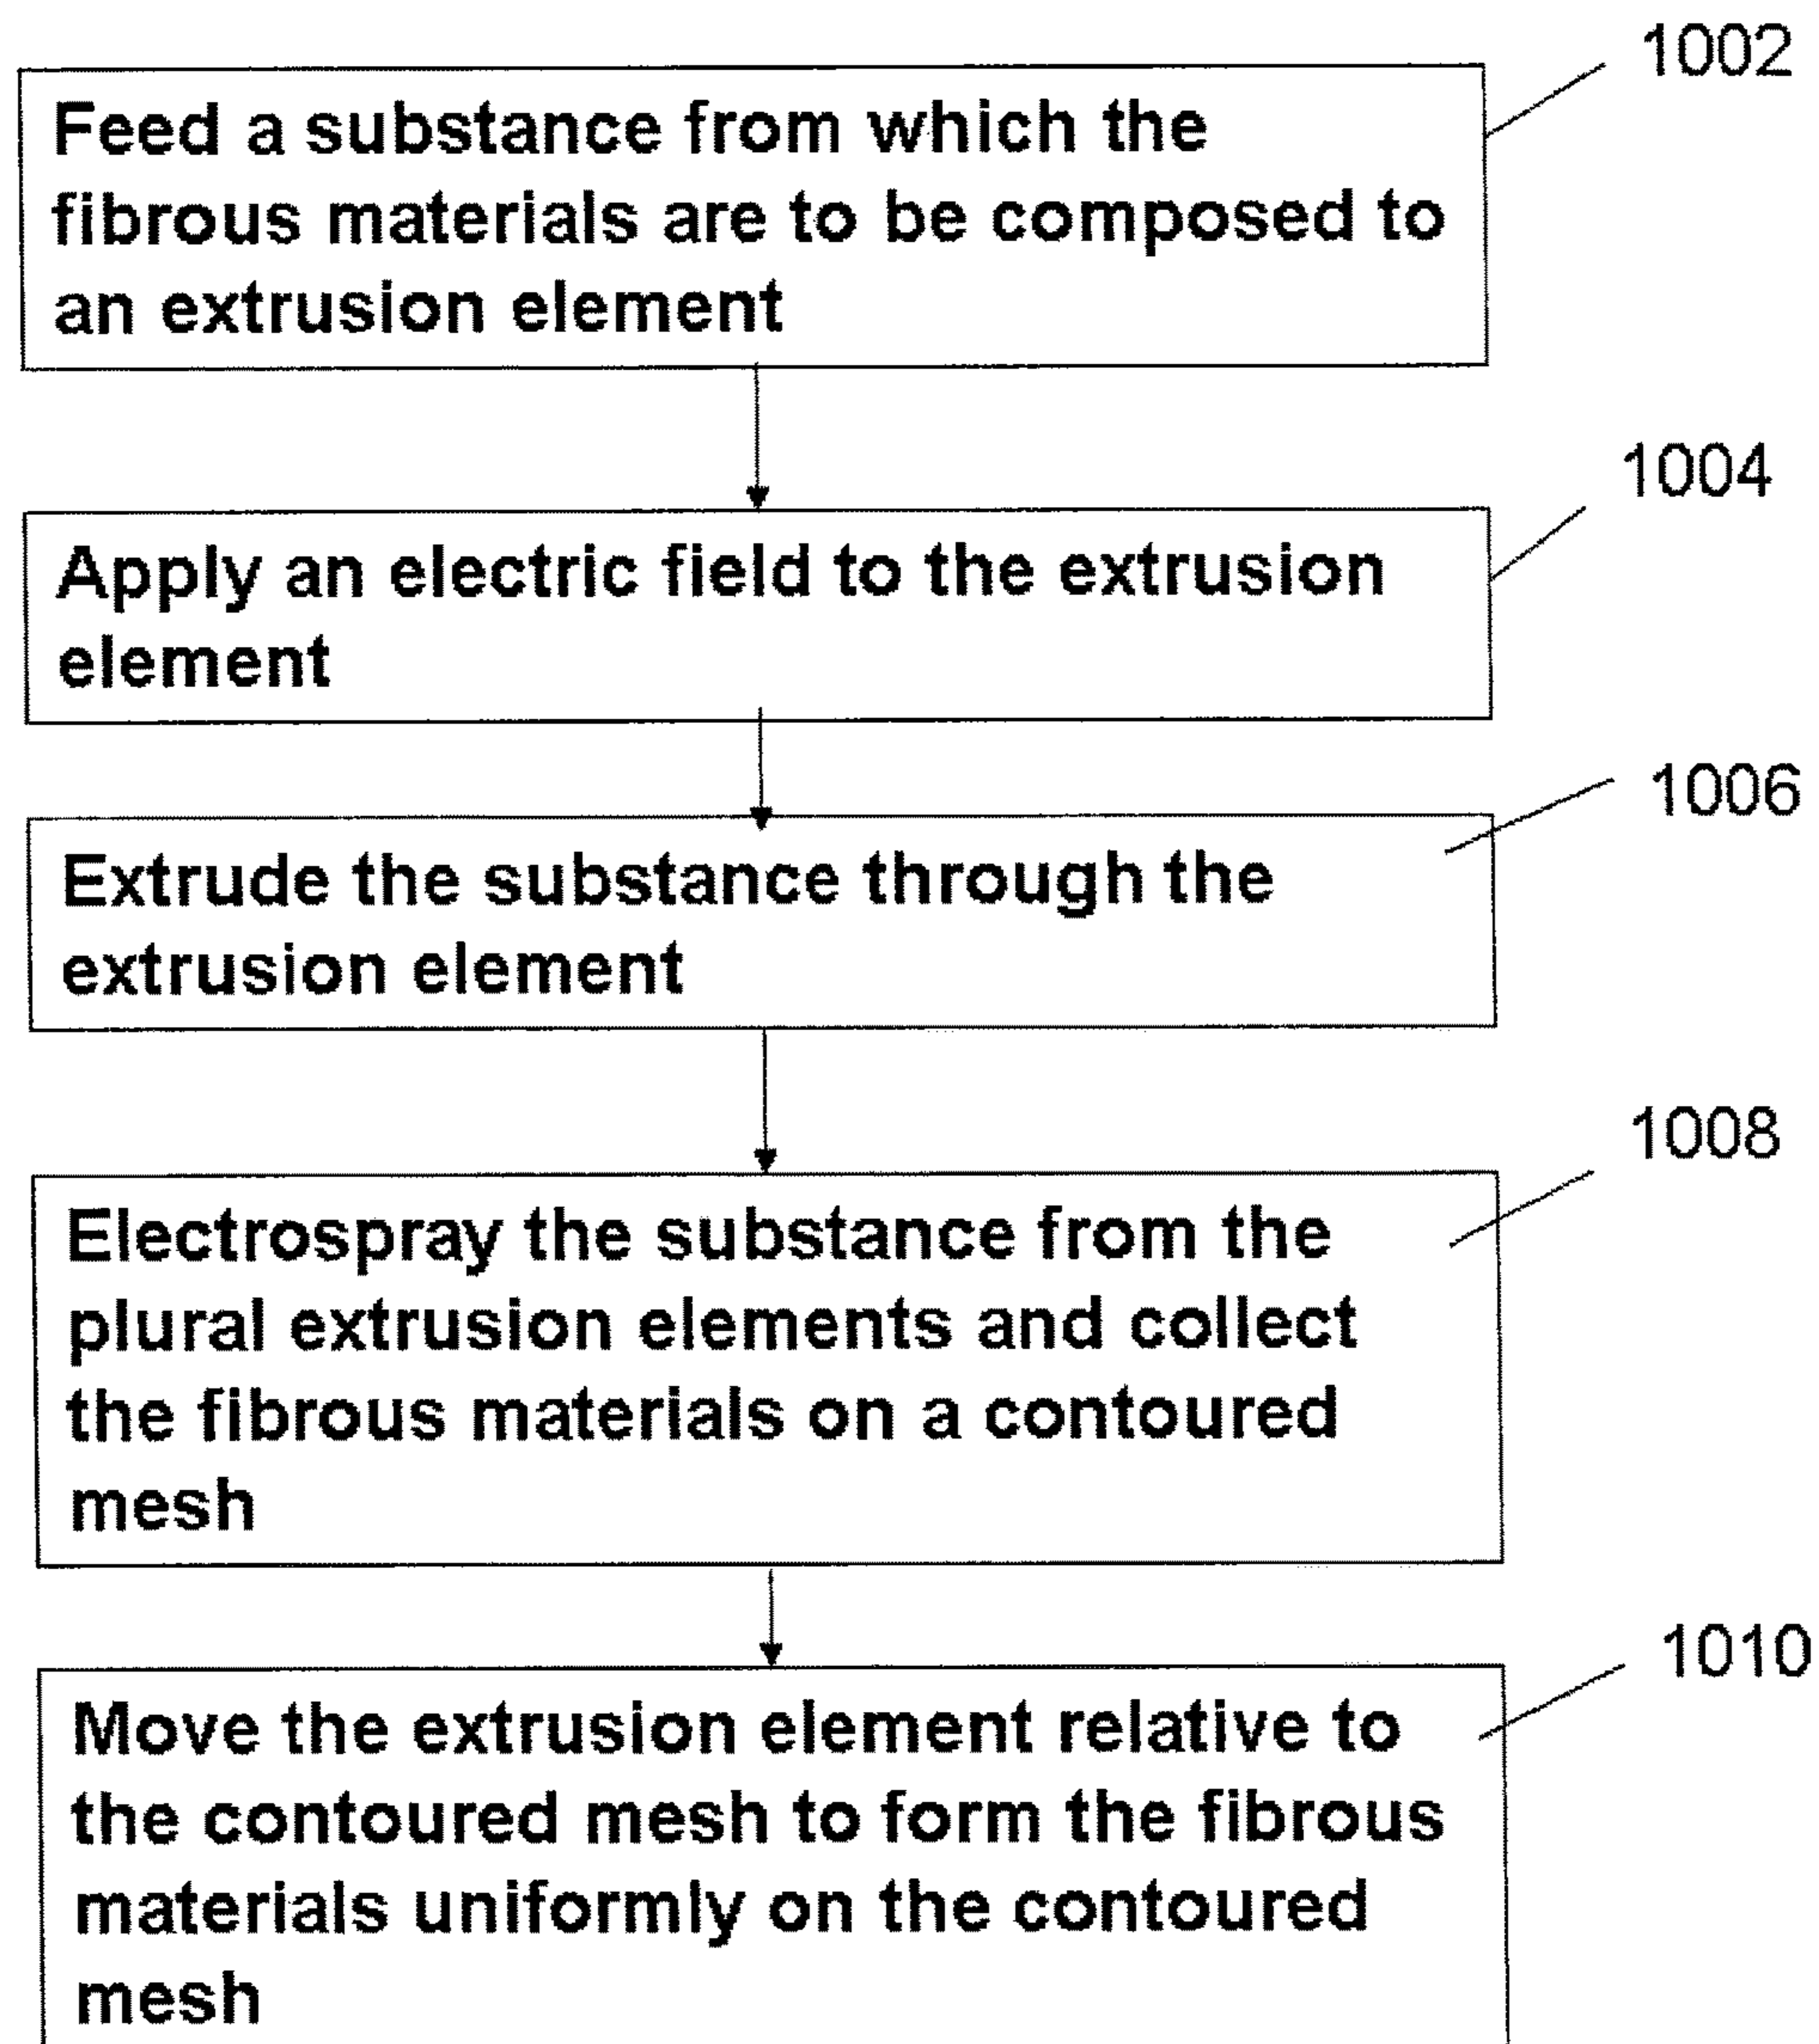 1002
Feed a substance from which the
fibrous materials are to be composed to
an extrusion element
1004
Apply an electric field to the extrusion
element
1006
Extrude the substance through the
extrusion element
1008
Electrospray the substance from the
plural extrusion elements and collect
the fibrous materials on a contoured
mesh
1010
Move the extrusion element relative to
the contoured mesh to form the fibrous
materials uniformly on the contoured
mesh